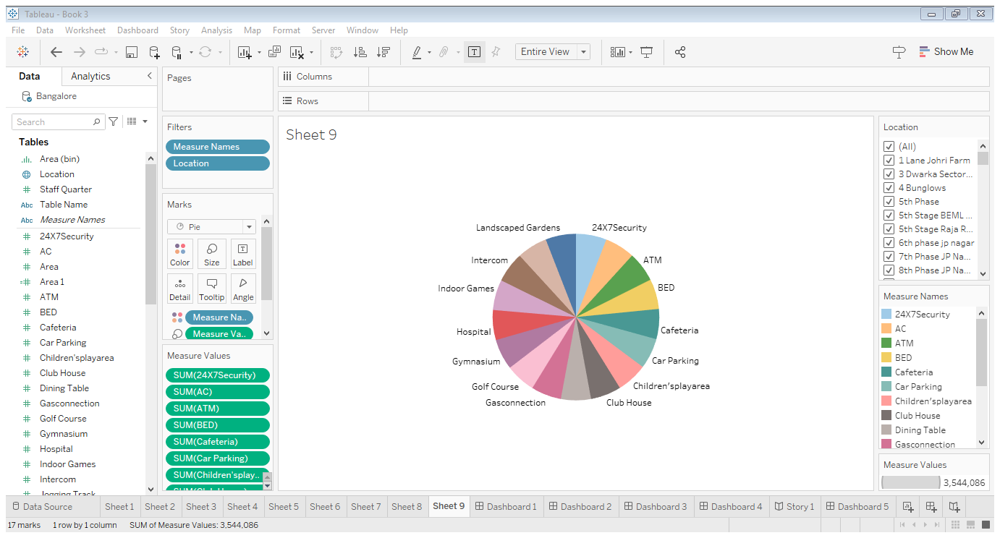 Tableau - Book 3
File Data Worksheet Dashboard Story Analysis Map Format Server Window Help
Entire View
Show Me
Data Analytics
Bangalore
Search
Tables
Area (bin)
Location
Staff Quarter
Abc Table Name
Abc Measure Names
24X7Security
AC
Area
Area 1
ATM
BED
Cafeteria
Car Parking
Children'splayarea
Club House
Dining Table
Gasconnection
Golf Course
Gymnasium
Hospital
Indoor Games
Intercom
Jogging Track
Pages
Filters
Measure Names
Location
Marks
Pie
Color Size Label
Detail Tooltip Angle
Measure Na..
Measure Va..
Measure Values
SUM(24X7Security)
SUM(AC)
SUM(ATM)
SUM(BED)
SUM(Cafeteria)
SUM(Car Parking)
SUM(Children'splay..
SUM(Club House)
Columns
Rows
Sheet 9
Landscaped Gardens 24X7Security
Intercom ATM
Indoor Games BED
Hospital Cafeteria
Gymnasium Car Parking
Golf Course Children'splayarea
Gasconnection Club House
Location
(All)
1 Lane Johri Farm
3 Dwarka Sector...
4 Bunglows
5th Phase
5th Stage BEML ...
5th Stage Raja R...
6th phase jp nagar
7th Phase JP Na...
8th Phase JP Na...
Measure Names
24X7Security
AC
ATM
BED
Cafeteria
Car Parking
Children'splayarea
Club House
Dining Table
Gasconnection
Measure Values
3,544,086
Data Source Sheet 1 Sheet 2 Sheet 3 Sheet 4 Sheet 5 Sheet 6 Sheet 7 Sheet 8 Sheet 9 Dashboard 1 Dashboard 2 Dashboard 3 Dashboard 4 Story 1 Dashboard 5
17 marks 1 row by 1 column SUM of Measure Values: 3,544,086